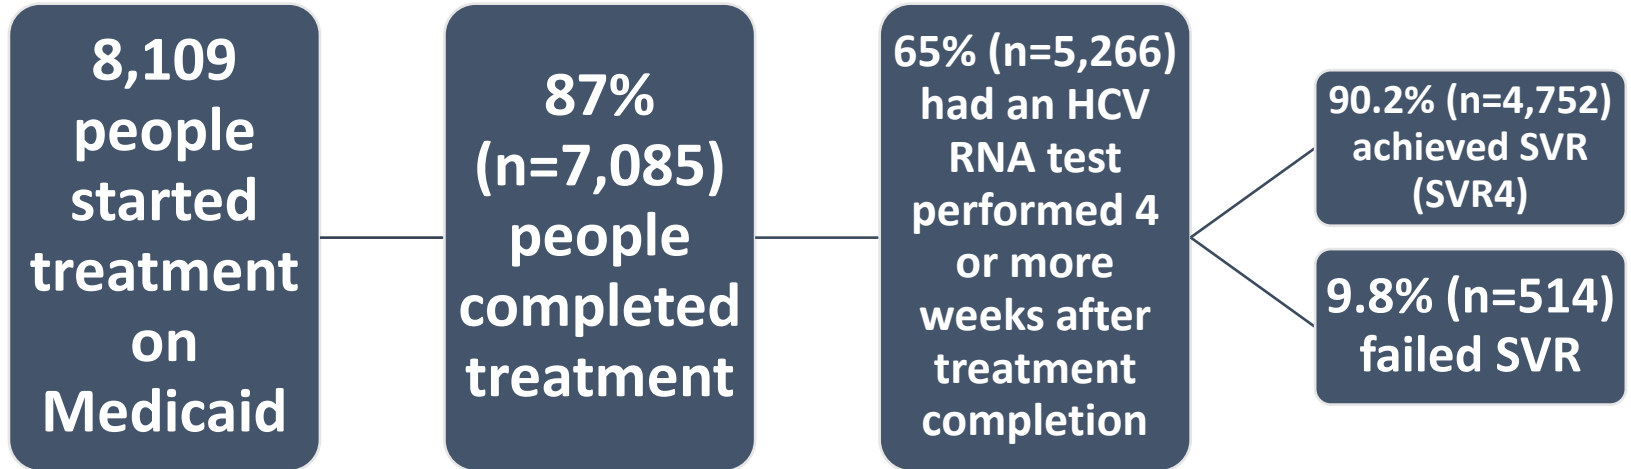 8,109
people
started
treatment
on
Medicaid
87%
(n=7,085)
people
completed
treatment
65% (n=5,266)
had an HCV
RNA test
performed 4
or more
weeks after
treatment
completion
90.2% (n=4,752)
achieved SVR
(SVR4)
9.8% (n=514)
failed SVR